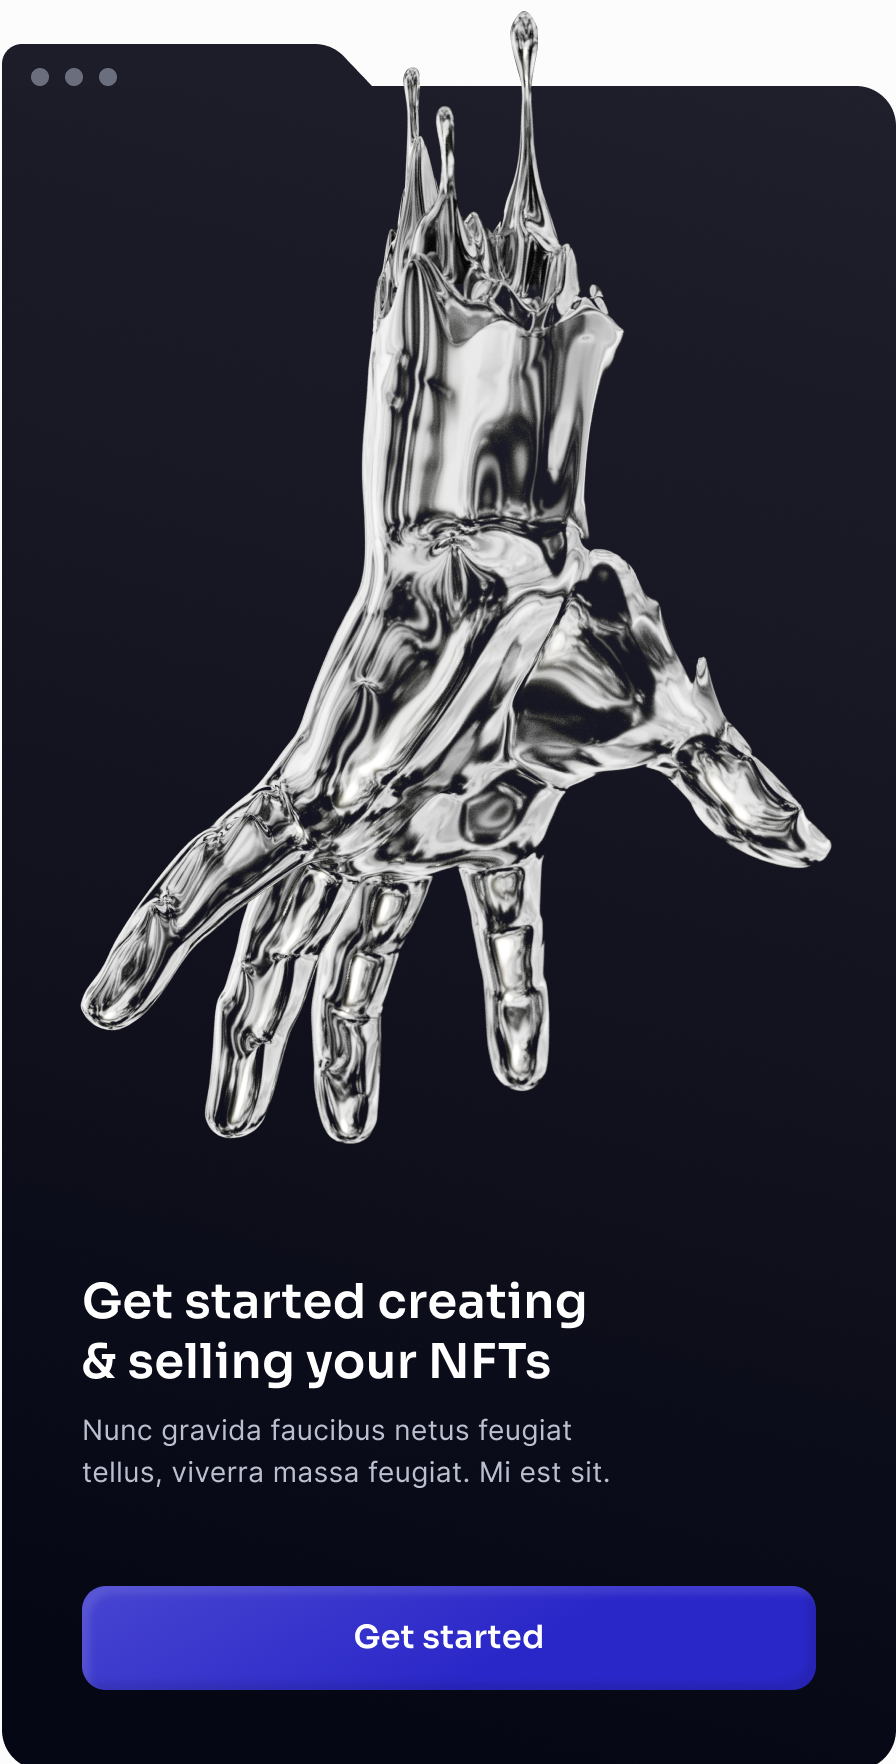 Get started creating
& selling your NFTs
Nunc gravida faucibus netus feugiat
tellus, viverra massa feugiat. Mi est sit.
Get started